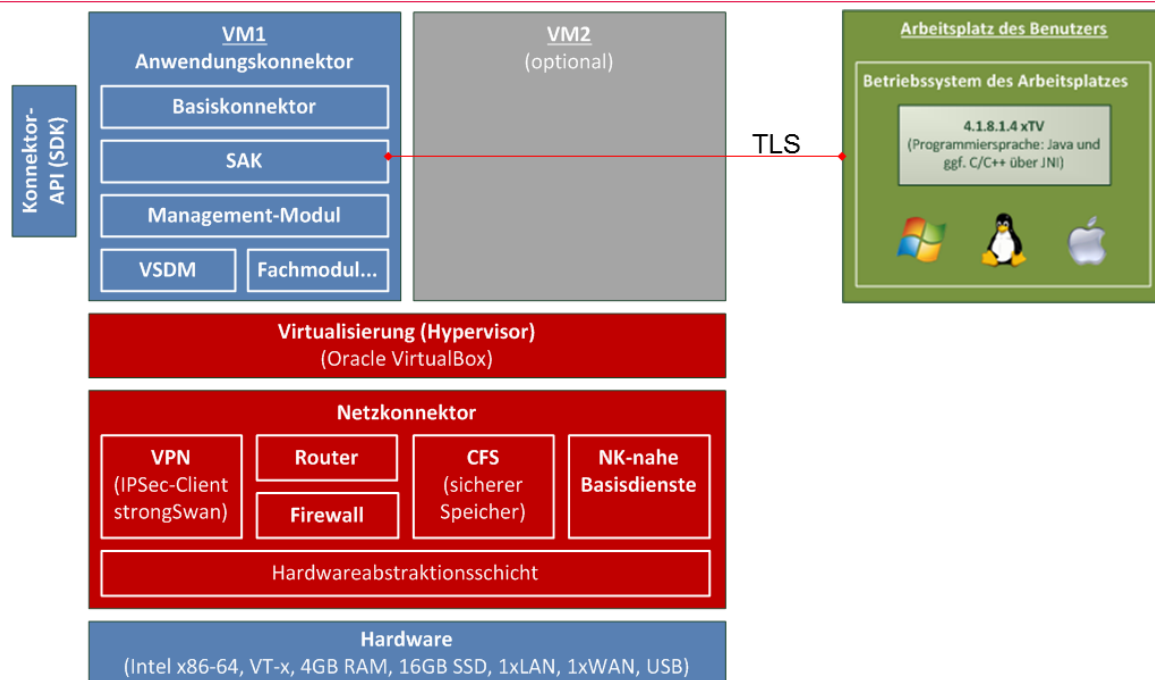 VM1
Anwendungskonnektor
Basiskonnektor
SAK
Management-Modul
VSDM
Fachmodul...
Konnektor-
API (SDK)
VM2
(optional)
TLS
Arbeitsplatz des Benutzers
Betriebssystem des Arbeitsplatzes
4.1.8.1.4 xTV
(Programmiersprache: Java und
ggf. C/C++ über JNI)
Virtualisierung (Hypervisor)
(Oracle VirtualBox)
Netzkonnektor
VPN
(IPSec-Client
strongSwan)
Router
Firewall
CFS
(sicherer
Speicher)
NK-nahe
Basisdienste
Hardwareabstraktionsschicht
Hardware
(Intel x86-64, VT-x, 4GB RAM, 16GB SSD, 1xLAN, 1xWAN, USB)